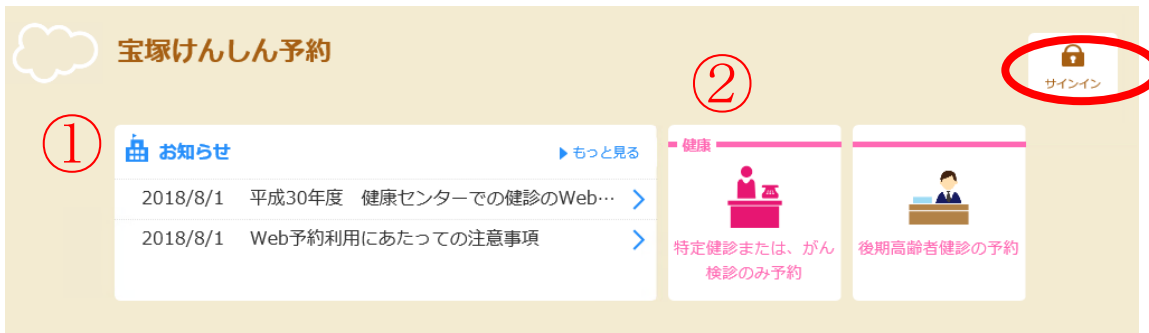 宝塚けんしん予約
サインイン
①
お知らせ
もっと見る
2018/8/1 平成30年度 健康センターでの健診のWeb…
2018/8/1 Web予約利用にあたっての注意事項
②
健康
特定健診または、がん
検診のみ予約
後期高齢者健診の予約